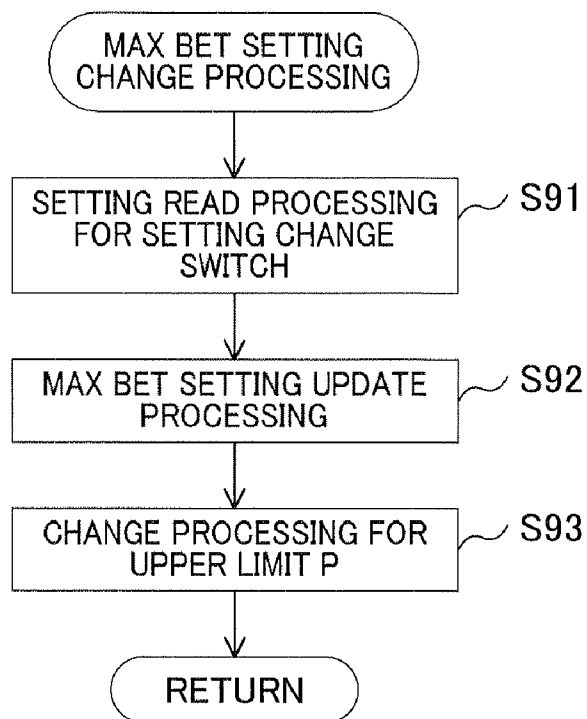 MAX BET SETTING
CHANGE PROCESSING
SETTING READ PROCESSING
FOR SETTING CHANGE
SWITCH
S91
MAX BET SETTING UPDATE
PROCESSING
S92
CHANGE PROCESSING FOR
UPPER LIMIT P
S93
RETURN